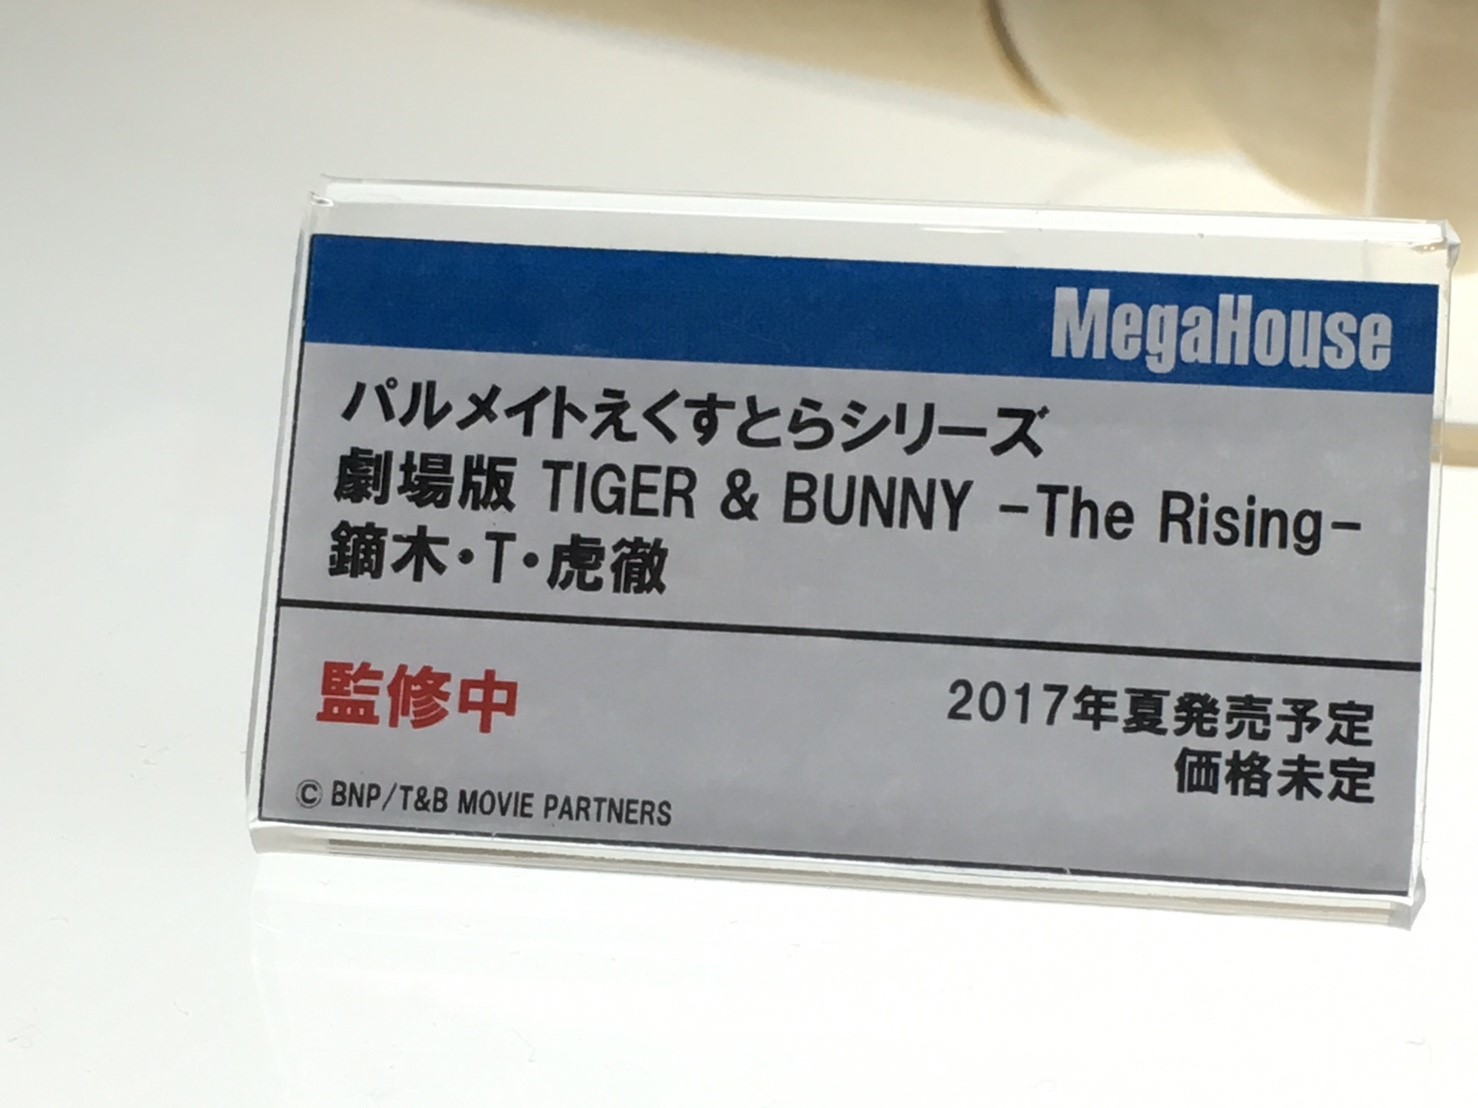 MegaHouse
パルメイトえくすとらシリーズ
劇場版 TIGER & BUNNY -The Rising-
鏑木・T・虎徹
監修中
2017年夏発売予定
価格未定
© BNP/T&B MOVIE PARTNERS